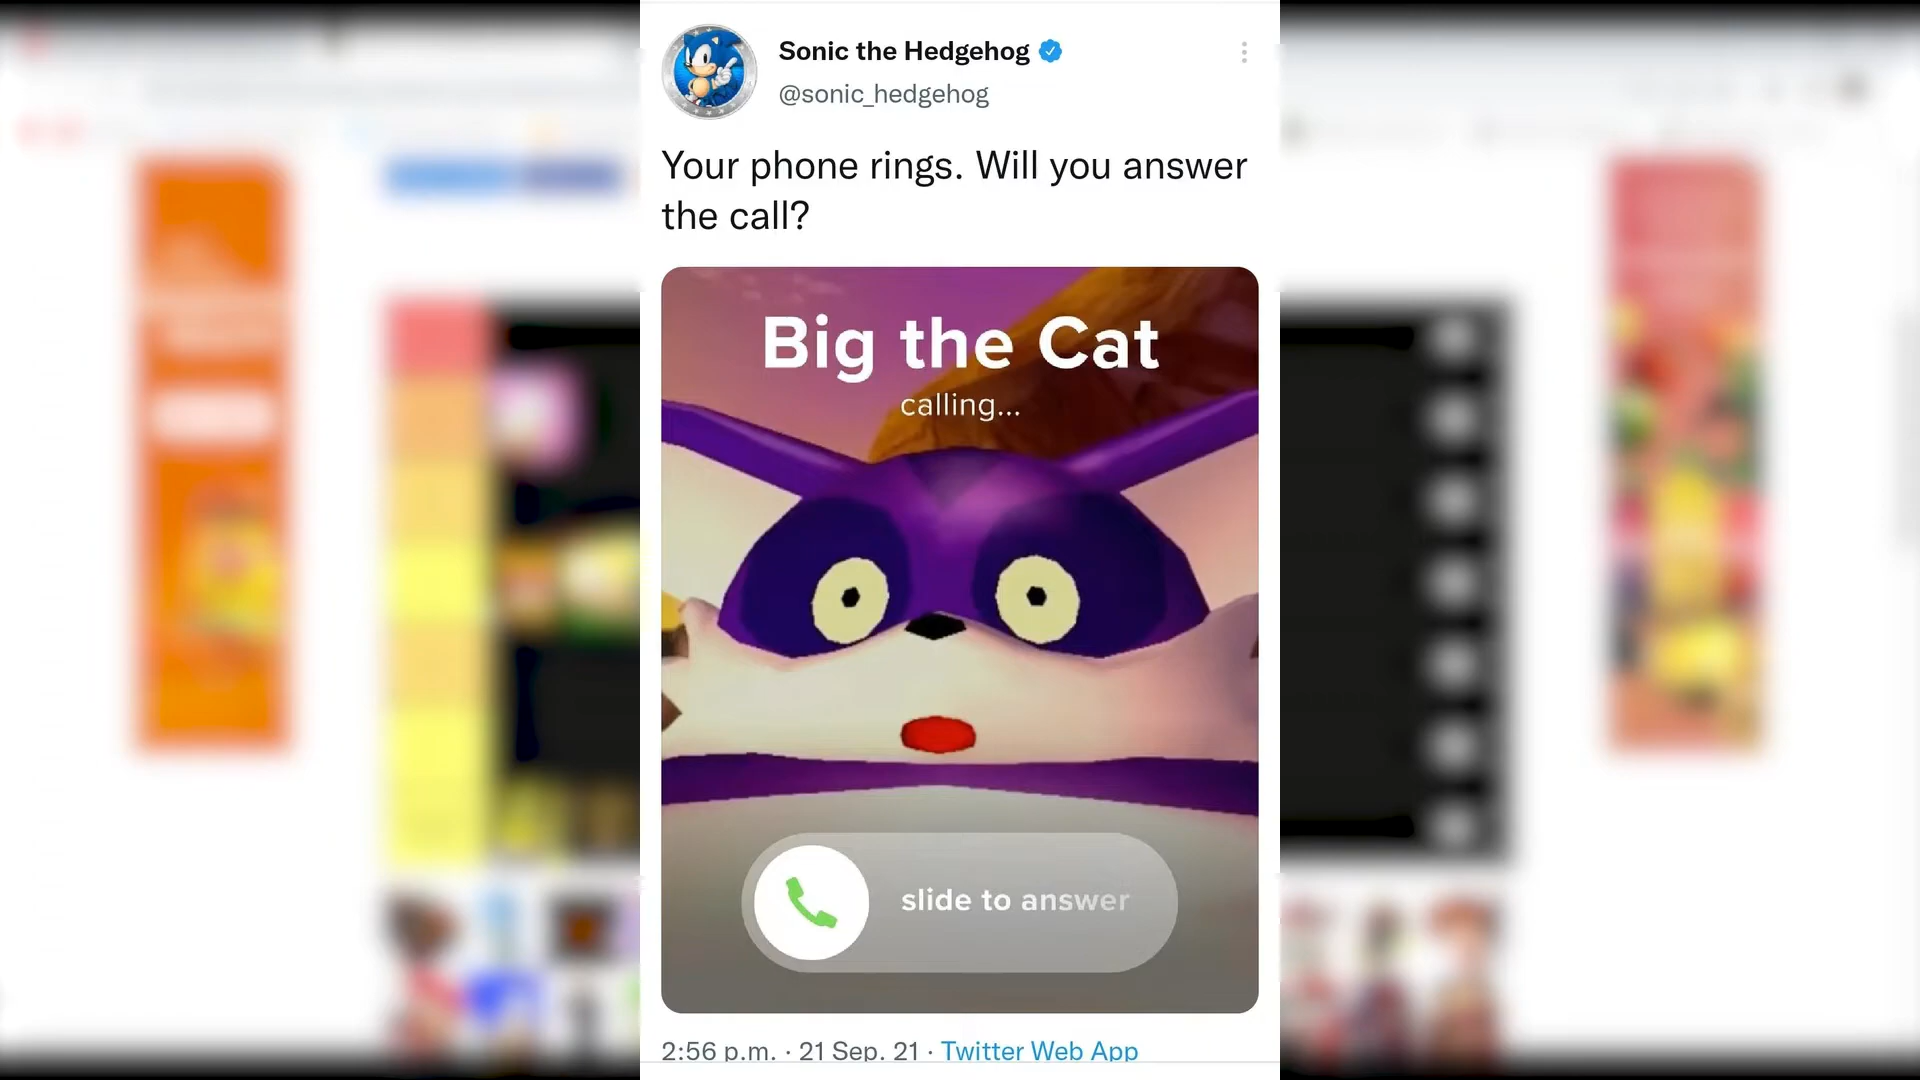 Sonic the Hedgehog
@sonic_hedgehog
Your phone rings. Will you answer
the call?
Big the Cat
calling...
slide to answer
2:56 p.m. · 21 Sep. 21 · Twitter Web App